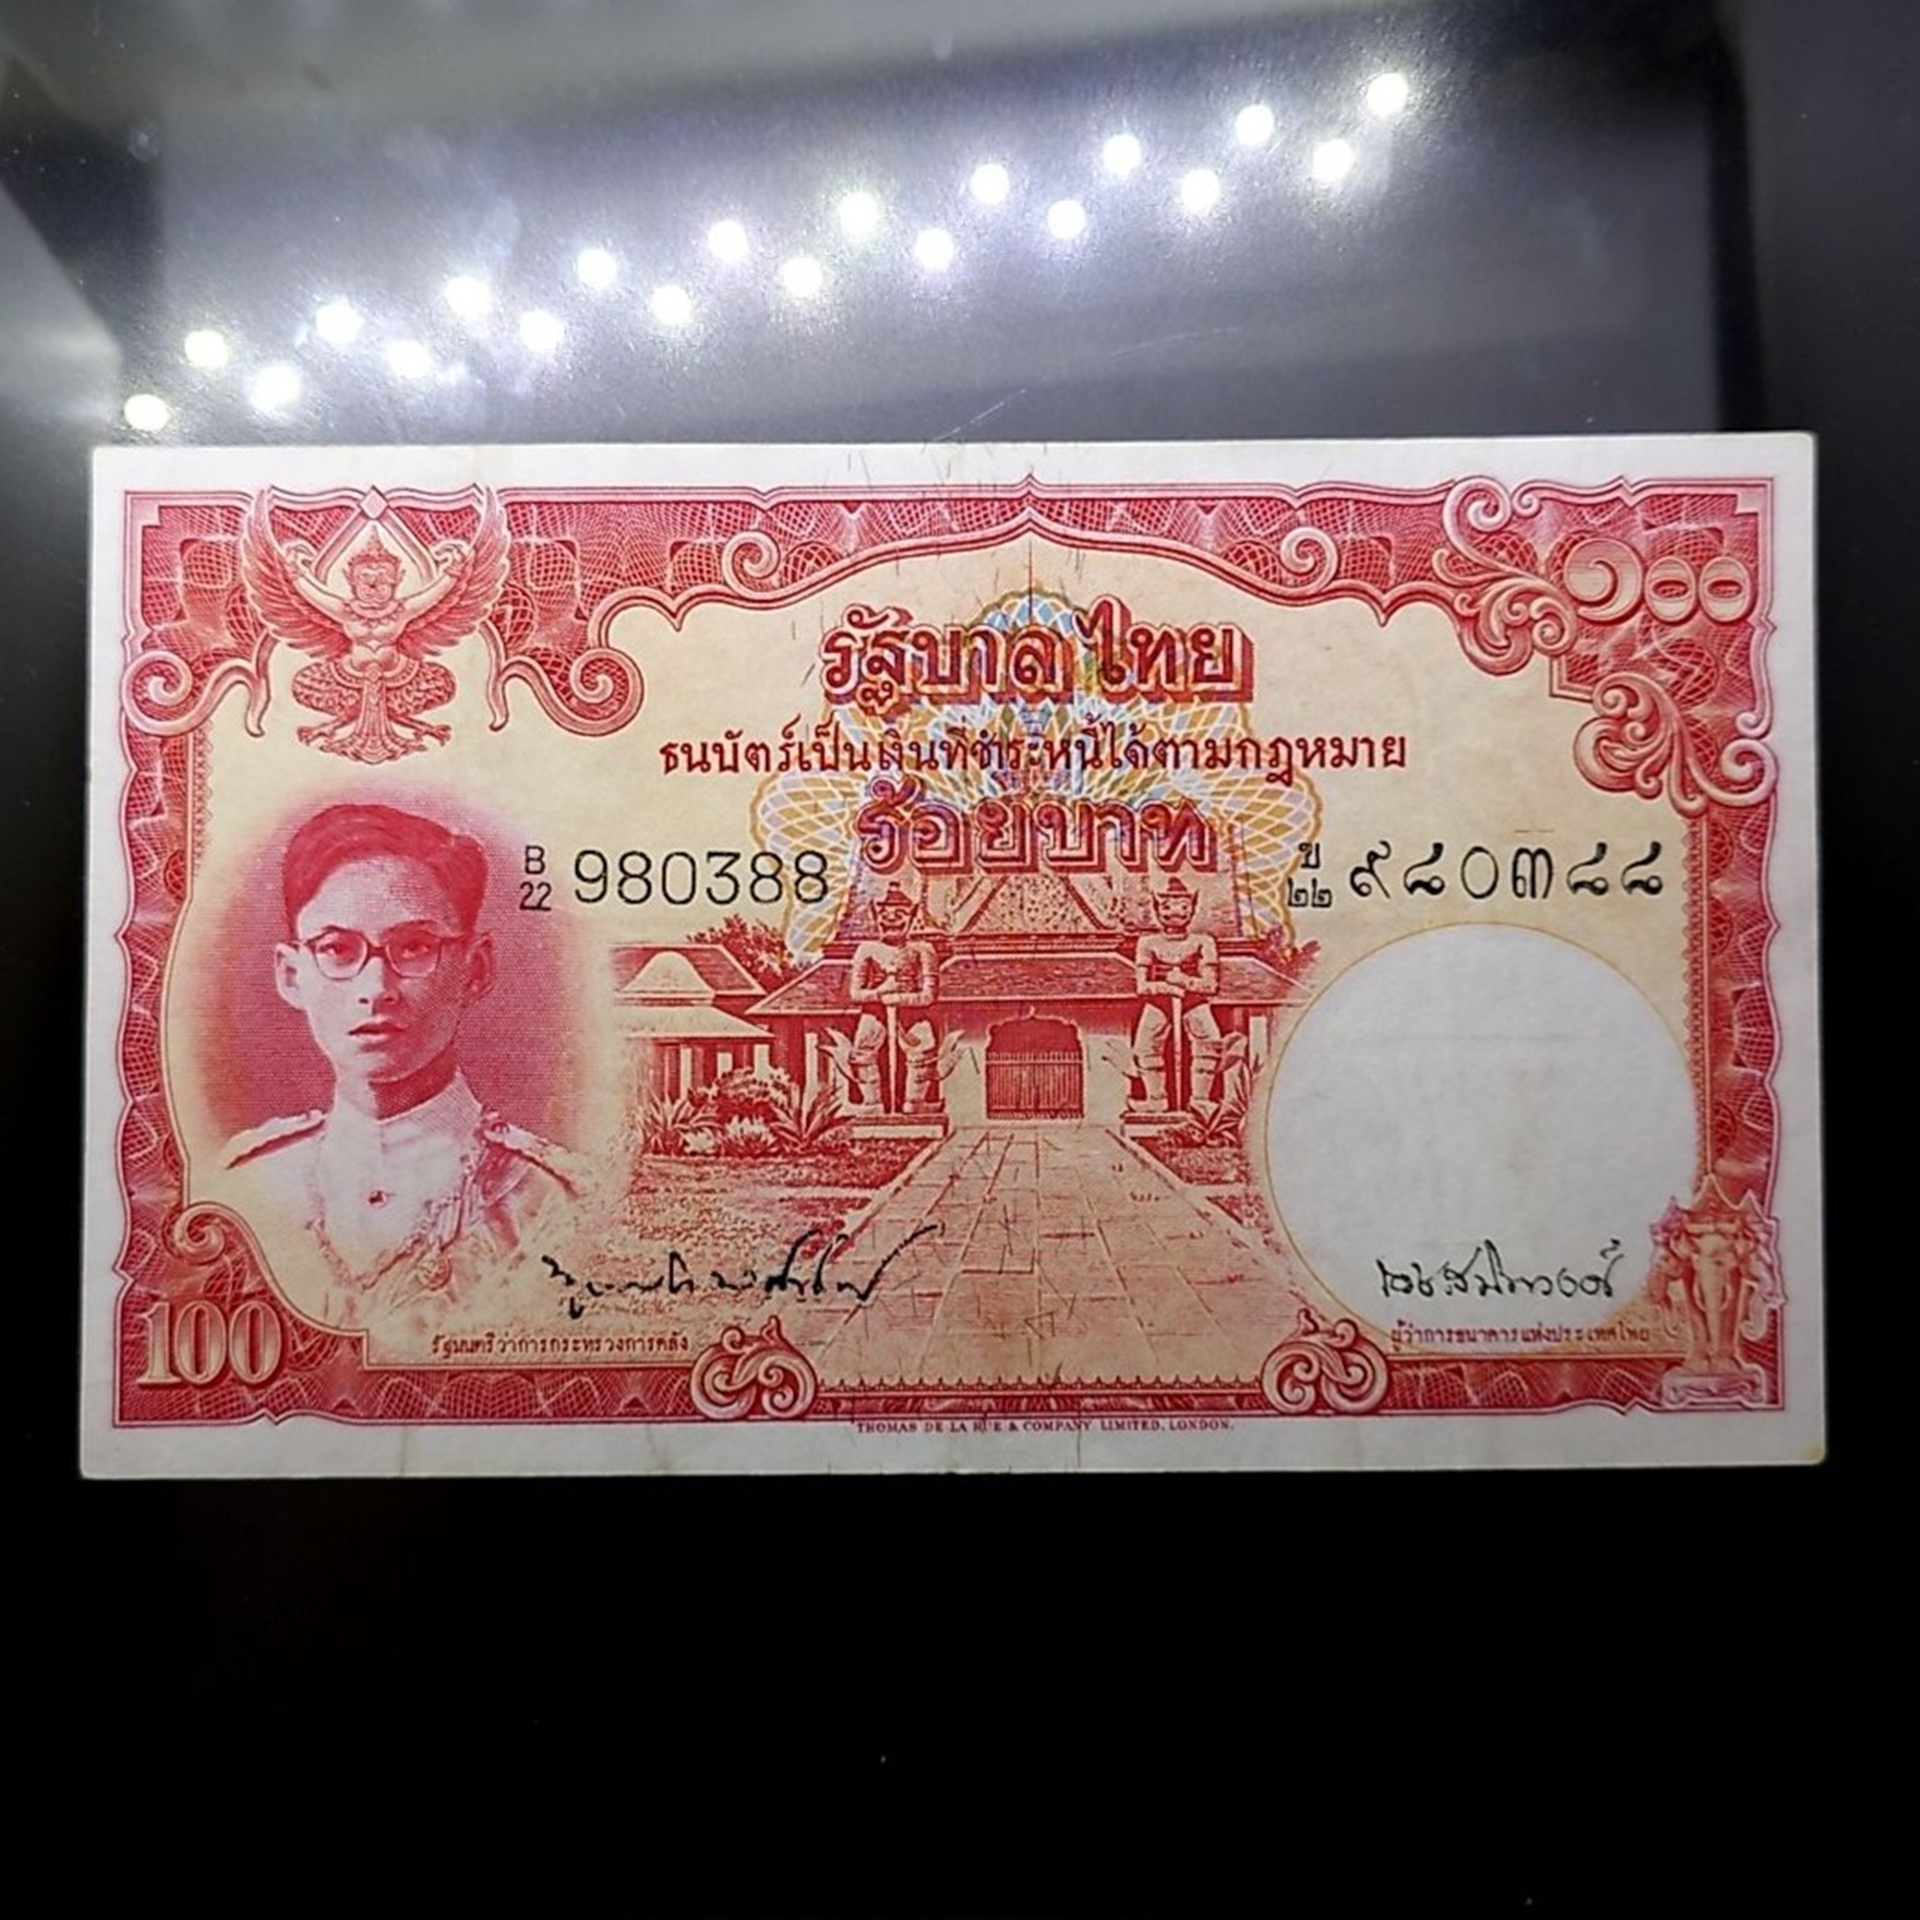 ๑๐๐
รัฐบาลไทย
ธนบัตร์เป็นเงินที่ชำระหนี้ได้ตามกฎหมาย
ร้อยบาท
B/22 980388
ข/๒๒ ๙๘๐๓๘๘
รัฐมนตรีว่าการกระทรวงการคลัง
ผู้ว่าการธนาคารแห่งประเทศไทย
100
THOMAS DE LA RUE & COMPANY LIMITED, LONDON.